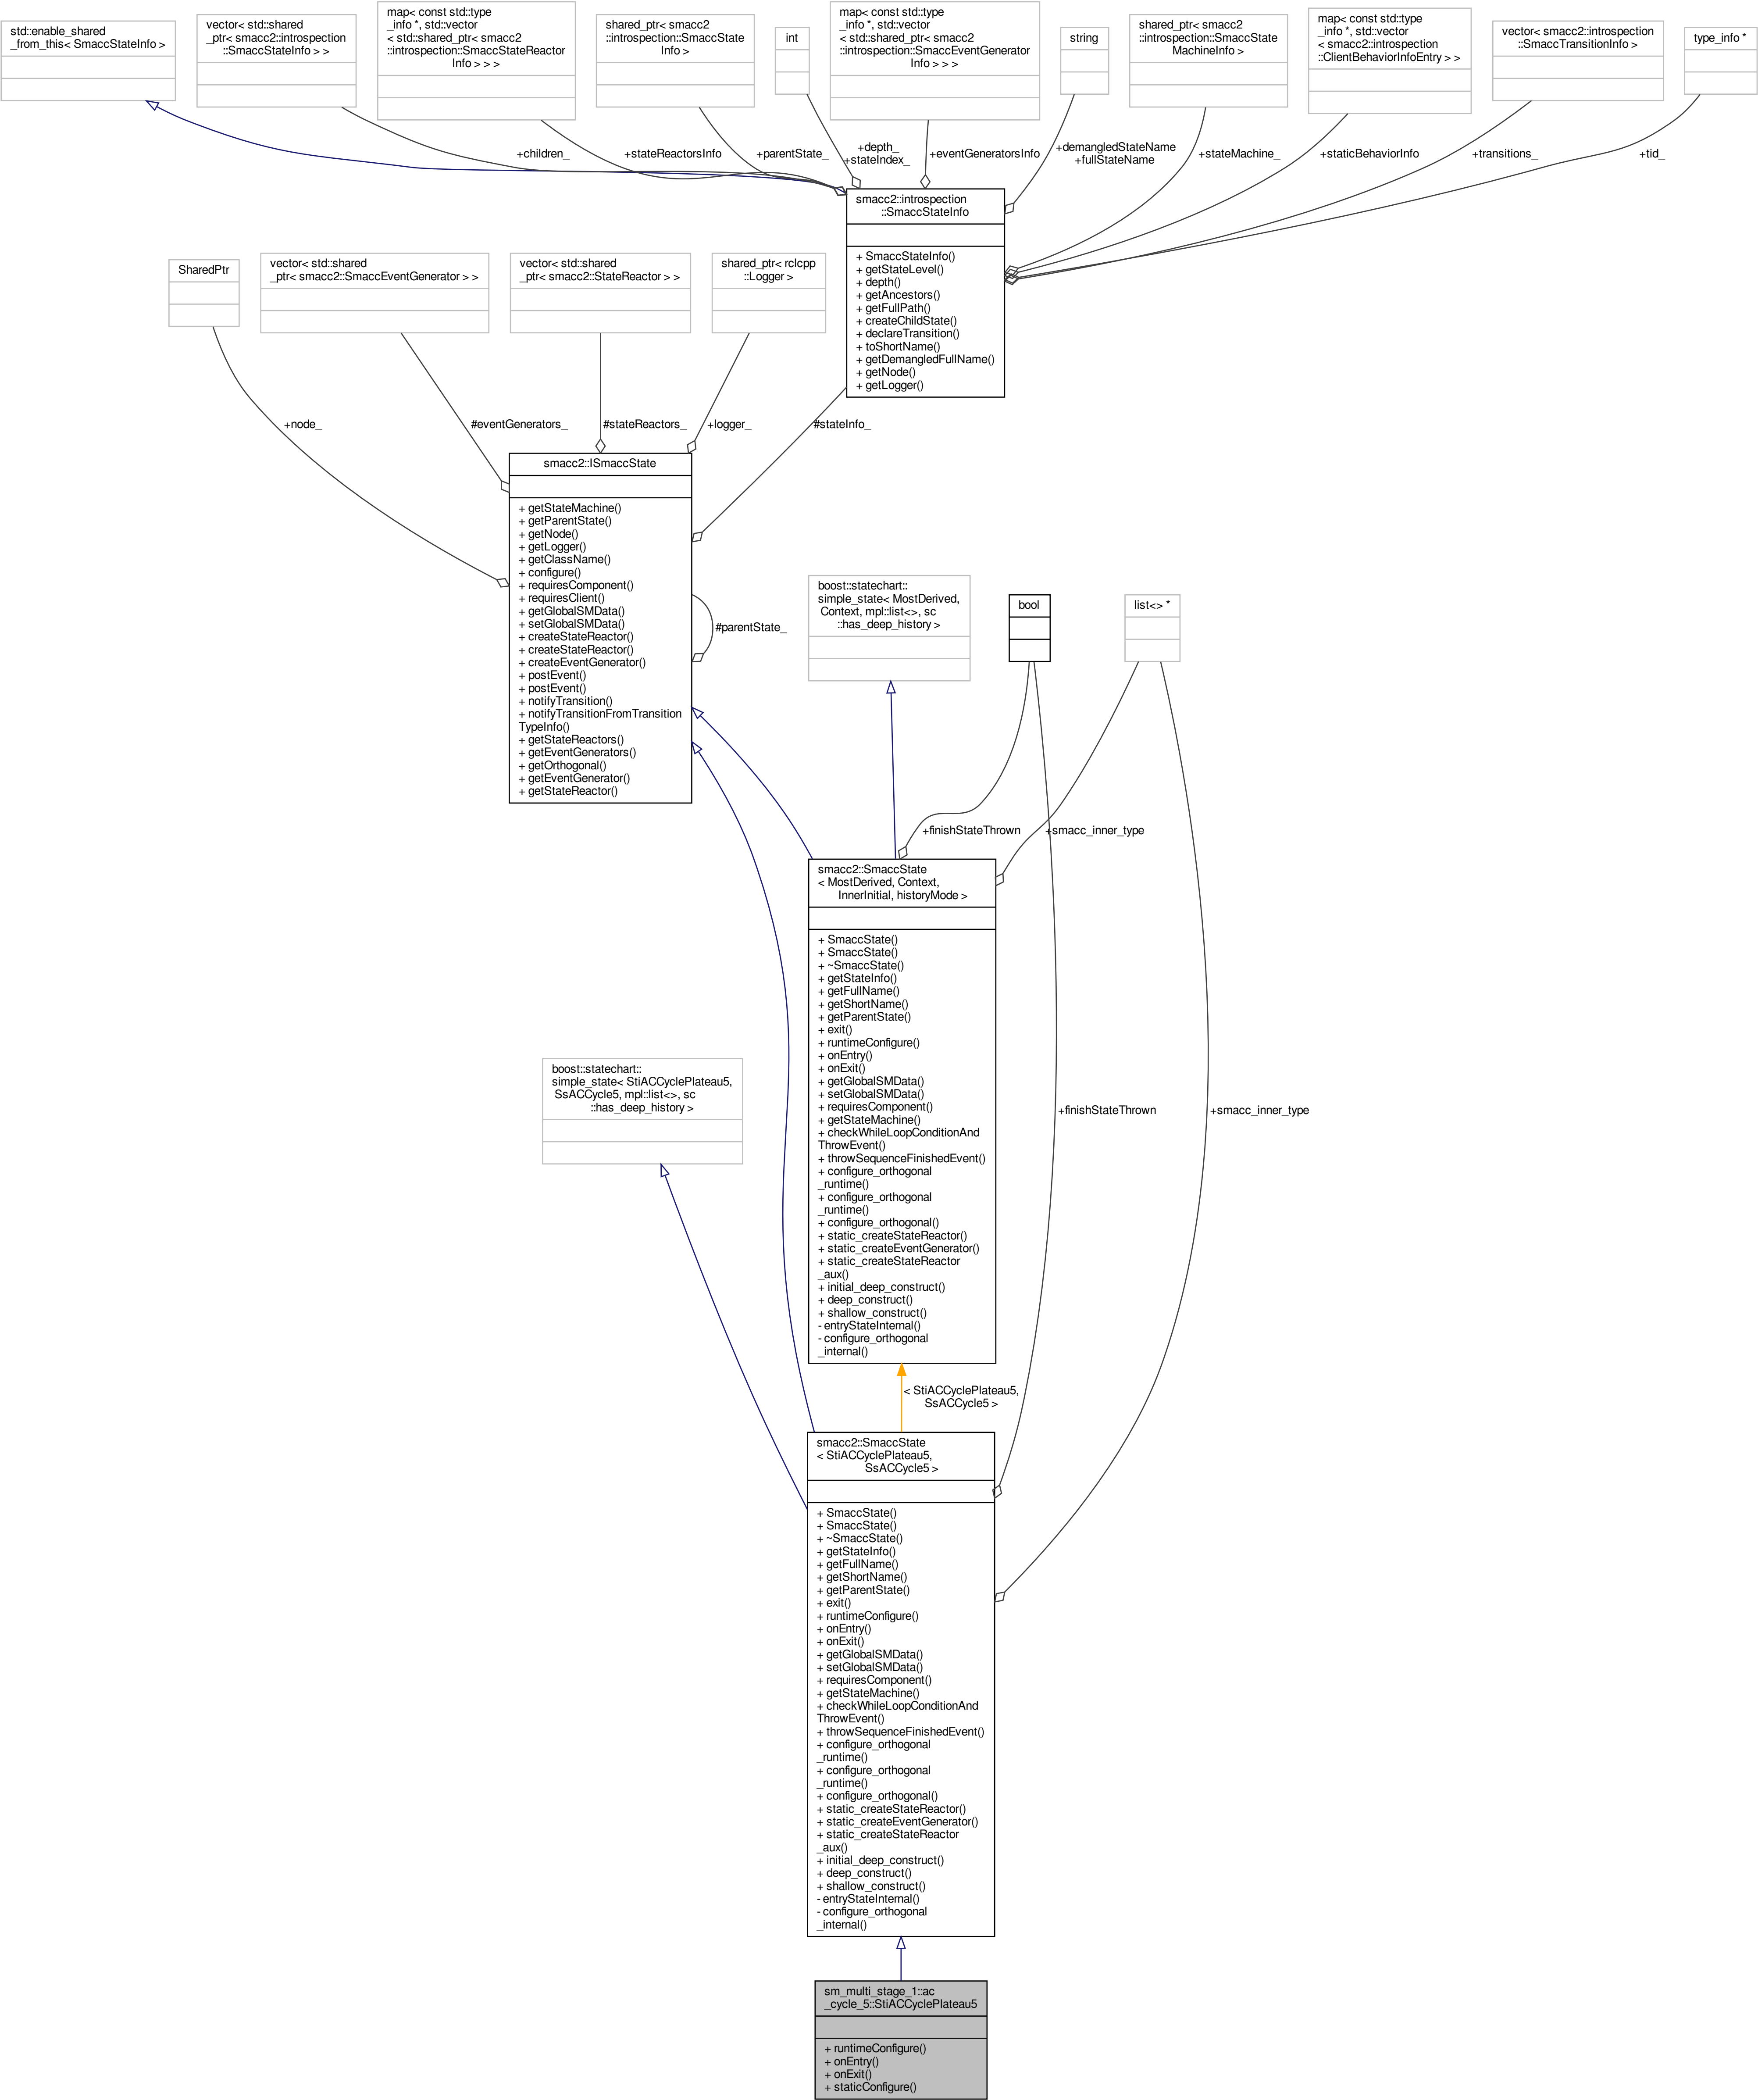 std::enable_shared
_from_this< SmaccStateInfo >
vector< std::shared
_ptr< smacc2::introspection
::SmaccStateInfo > >
map< const std::type
_info *, std::vector
< std::shared_ptr< smacc2
::introspection::SmaccStateReactor
Info > > >
shared_ptr< smacc2
::introspection::SmaccState
Info >
int
map< const std::type
_info *, std::vector
< std::shared_ptr< smacc2
::introspection::SmaccEventGenerator
Info > > >
string
shared_ptr< smacc2
::introspection::SmaccState
MachineInfo >
map< const std::type
_info *, std::vector
< smacc2::introspection
::ClientBehaviorInfoEntry > >
vector< smacc2::introspection
::SmaccTransitionInfo >
type_info *
+children_
+stateReactorsInfo
+parentState_
+depth_
+stateIndex_
+eventGeneratorsInfo
+demangledStateName
+fullStateName
+stateMachine_
+staticBehaviorInfo
+transitions_
+tid_
smacc2::introspection
::SmaccStateInfo
+ SmaccStateInfo()
+ getStateLevel()
+ depth()
+ getAncestors()
+ getFullPath()
+ createChildState()
+ declareTransition()
+ toShortName()
+ getDemangledFullName()
+ getNode()
+ getLogger()
SharedPtr
vector< std::shared
_ptr< smacc2::SmaccEventGenerator > >
vector< std::shared
_ptr< smacc2::StateReactor > >
shared_ptr< rclcpp
::Logger >
+node_
#eventGenerators_
#stateReactors_
+logger_
#stateInfo_
smacc2::ISmaccState
+ getStateMachine()
+ getParentState()
+ getNode()
+ getLogger()
+ getClassName()
+ configure()
+ requiresComponent()
+ requiresClient()
+ getGlobalSMData()
+ setGlobalSMData()
+ createStateReactor()
+ createStateReactor()
+ createEventGenerator()
+ postEvent()
+ postEvent()
+ notifyTransition()
+ notifyTransitionFromTransition
TypeInfo()
+ getStateReactors()
+ getEventGenerators()
+ getOrthogonal()
+ getEventGenerator()
+ getStateReactor()
#parentState_
boost::statechart::
simple_state< MostDerived,
Context, mpl::list<>, sc
::has_deep_history >
bool
list<> *
+finishStateThrown
+smacc_inner_type
smacc2::SmaccState
< MostDerived, Context,
InnerInitial, historyMode >
+ SmaccState()
+ SmaccState()
+ ~SmaccState()
+ getStateInfo()
+ getFullName()
+ getShortName()
+ getParentState()
+ exit()
+ runtimeConfigure()
+ onEntry()
+ onExit()
+ getGlobalSMData()
+ setGlobalSMData()
+ requiresComponent()
+ getStateMachine()
+ checkWhileLoopConditionAnd
ThrowEvent()
+ throwSequenceFinishedEvent()
+ configure_orthogonal
_runtime()
+ configure_orthogonal
_runtime()
+ configure_orthogonal()
+ static_createStateReactor()
+ static_createEventGenerator()
+ static_createStateReactor
_aux()
+ initial_deep_construct()
+ deep_construct()
+ shallow_construct()
- entryStateInternal()
- configure_orthogonal
_internal()
boost::statechart::
simple_state< StiACCyclePlateau5,
SsACCycle5, mpl::list<>, sc
::has_deep_history >
+finishStateThrown
+smacc_inner_type
< StiACCyclePlateau5,
SsACCycle5 >
smacc2::SmaccState
< StiACCyclePlateau5,
SsACCycle5 >
+ SmaccState()
+ SmaccState()
+ ~SmaccState()
+ getStateInfo()
+ getFullName()
+ getShortName()
+ getParentState()
+ exit()
+ runtimeConfigure()
+ onEntry()
+ onExit()
+ getGlobalSMData()
+ setGlobalSMData()
+ requiresComponent()
+ getStateMachine()
+ checkWhileLoopConditionAnd
ThrowEvent()
+ throwSequenceFinishedEvent()
+ configure_orthogonal
_runtime()
+ configure_orthogonal
_runtime()
+ configure_orthogonal()
+ static_createStateReactor()
+ static_createEventGenerator()
+ static_createStateReactor
_aux()
+ initial_deep_construct()
+ deep_construct()
+ shallow_construct()
- entryStateInternal()
- configure_orthogonal
_internal()
sm_multi_stage_1::ac
_cycle_5::StiACCyclePlateau5
+ runtimeConfigure()
+ onEntry()
+ onExit()
+ staticConfigure()